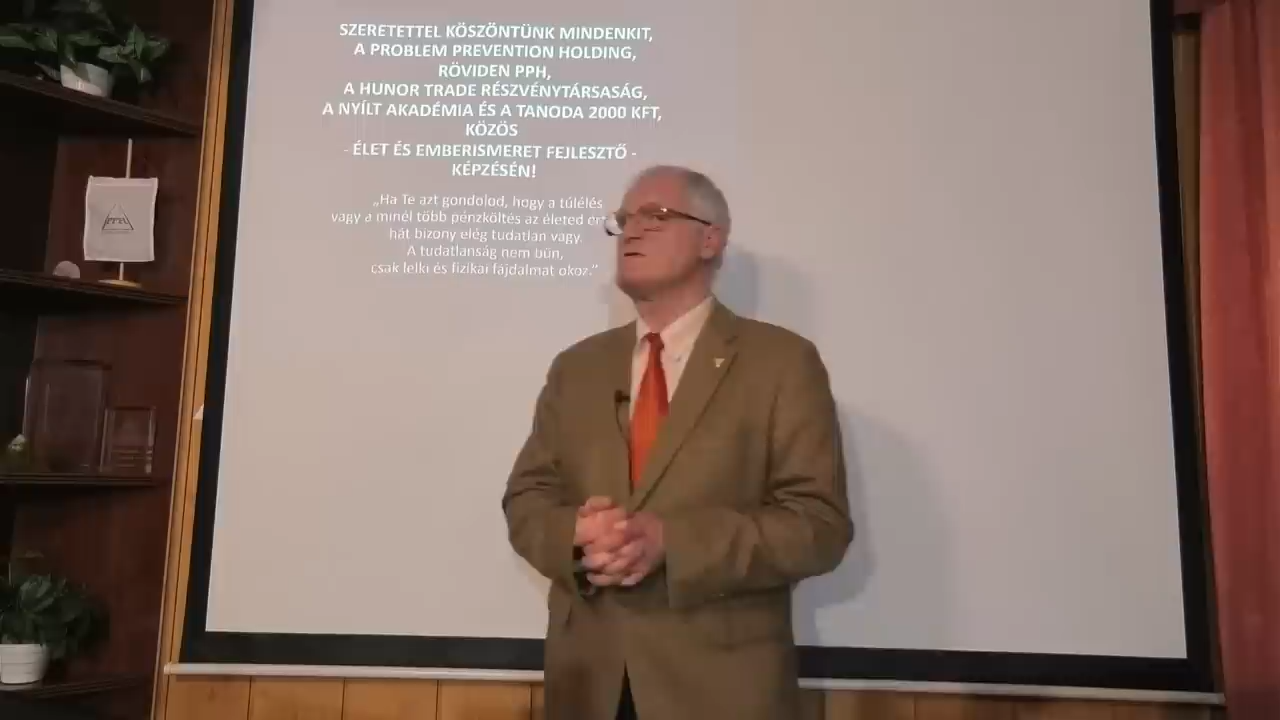 SZERETETTEL KÖSZÖNTÜNK MINDENKIT,
A PROBLEM PREVENTION HOLDING,
RÖVIDEN PPH,
A HUNOR TRADE RÉSZVÉNYTÁRSASÁG,
A NYÍLT AKADÉMIA ÉS A TANODA 2000 KFT,
KÖZÖS
- ÉLET ÉS EMBERISMERET FEJLESZTŐ -
KÉPZÉSÉN!
„Ha Te azt gondolod, hogy a túlélés
vagy a minél több pénzköltés az életed
hát bizony elég tudatlan vagy.
A tudatlanság nem bűn,
csak lelki és fizikai fájdalmat okoz.”